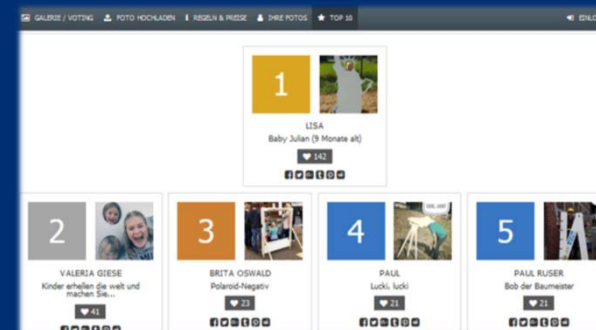 GALERIE / VOTING FOTO HOCHLADEN REGELN & PREISE IHRE FOTOS TOP 10
1
LISA
Baby Julian (9 Monate alt)
142
2
VALERIA GIESE
Kinder erhellen die welt und
machen Sie...
41
3
BRITA OSWALD
Polaroid-Negativ
23
4
PAUL
Lucki, lucki
21
5
PAUL RUSER
Bob der Baumeister
21